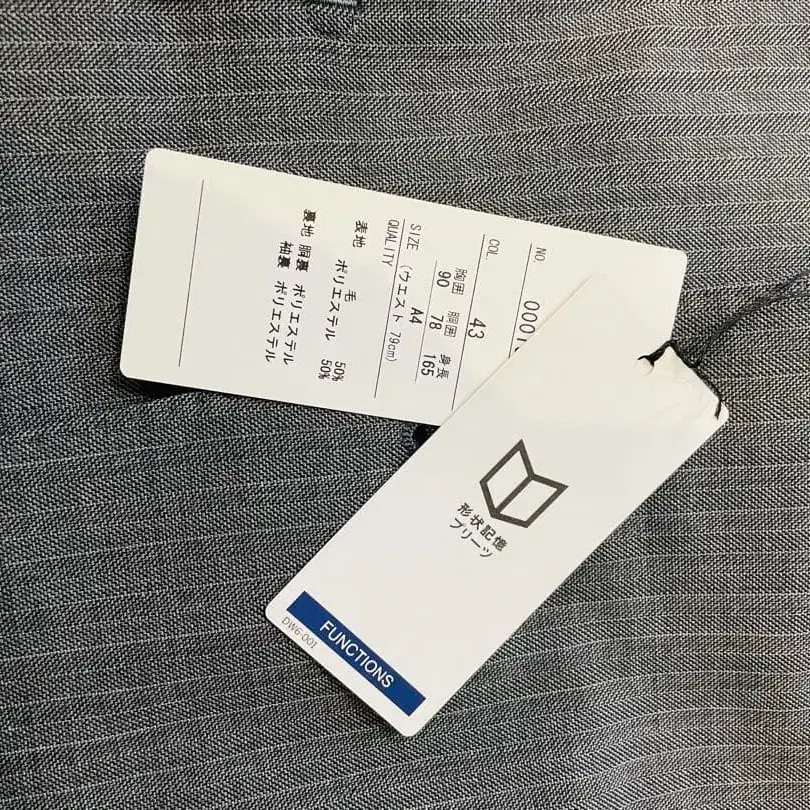 NO. 0001
COL. 43
胸囲 胴囲 身長
90 78 165
SIZE A4
(ウエスト 79cm)
QUALITY
表地 毛 50%
ポリエステル 50%
裏地 胴裏 ポリエステル
袖裏 ポリエステル
形状記憶
プリーツ
FUNCTIONS
DW6-001